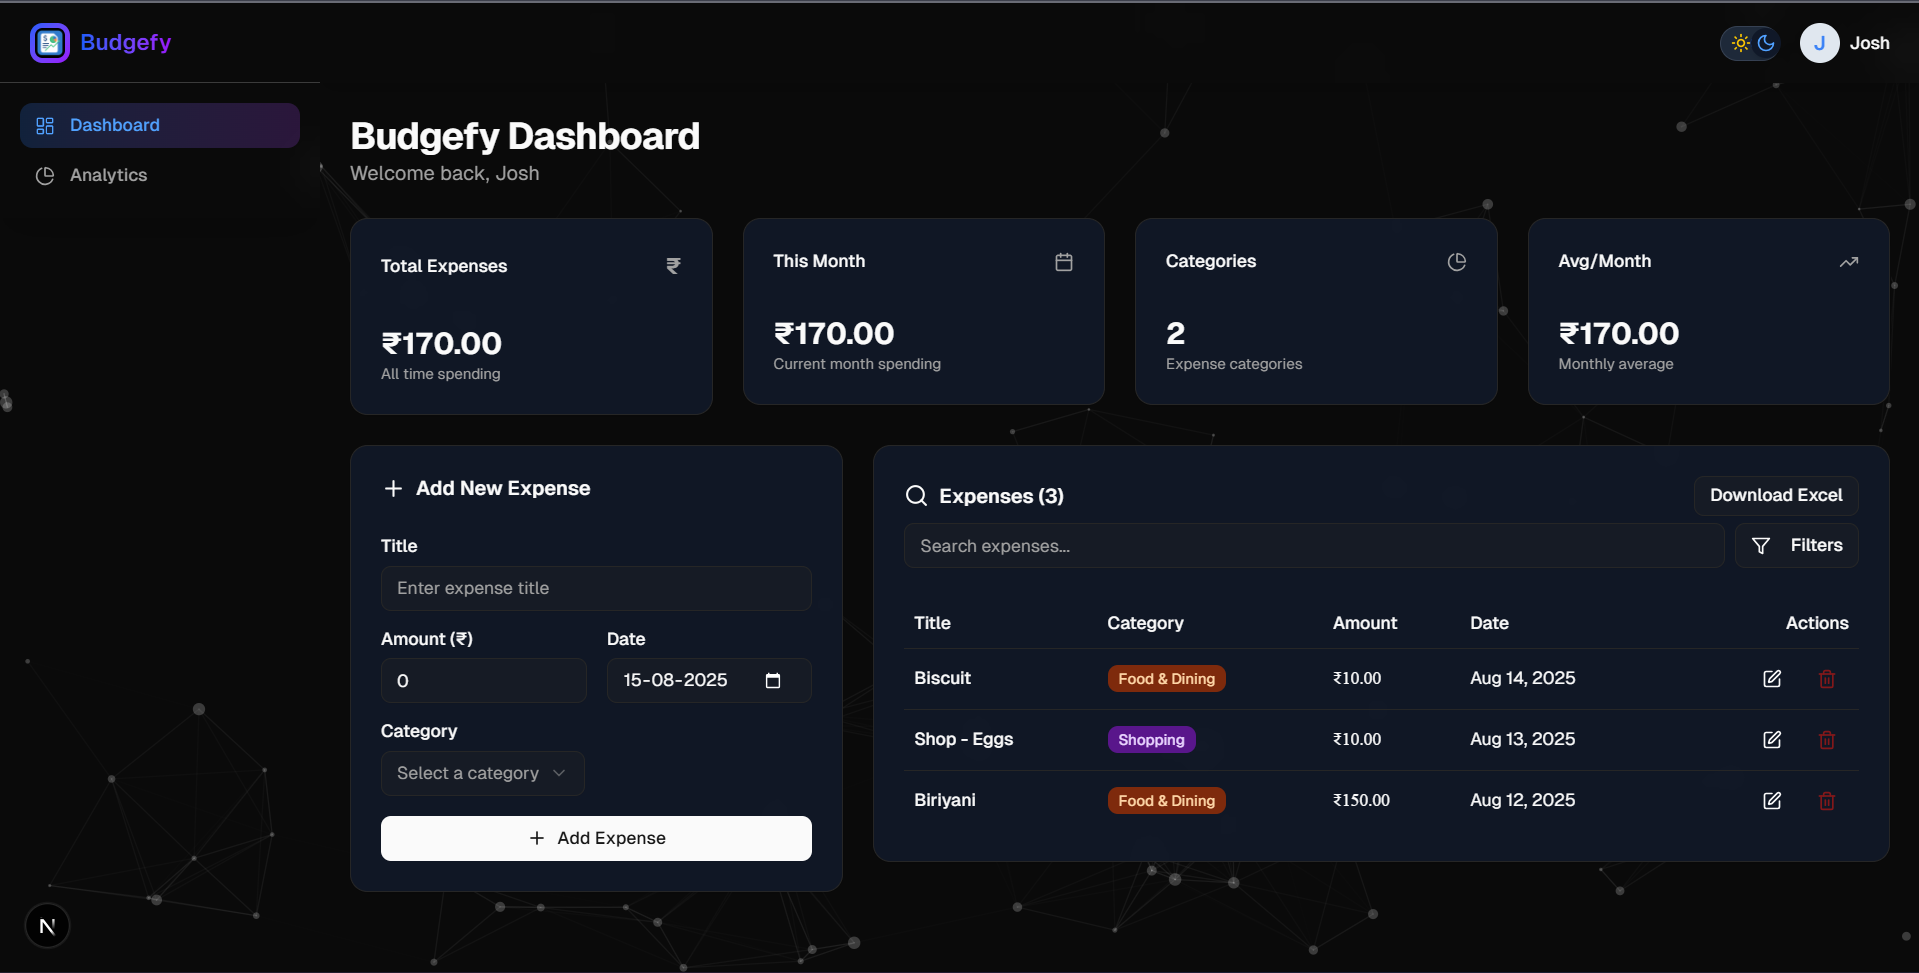 Budgefy
J Josh
Dashboard
Analytics
Budgefy Dashboard
Welcome back, Josh
Total Expenses ₹
₹170.00
All time spending
This Month
₹170.00
Current month spending
Categories
2
Expense categories
Avg/Month
₹170.00
Monthly average
Add New Expense
Title
Enter expense title
Amount (₹) Date
0 15-08-2025
Category
Select a category
Add Expense
Expenses (3) Download Excel
Search expenses... Filters
Title Category Amount Date Actions
Biscuit Food & Dining ₹10.00 Aug 14, 2025
Shop - Eggs Shopping ₹10.00 Aug 13, 2025
Biriyani Food & Dining ₹150.00 Aug 12, 2025
N